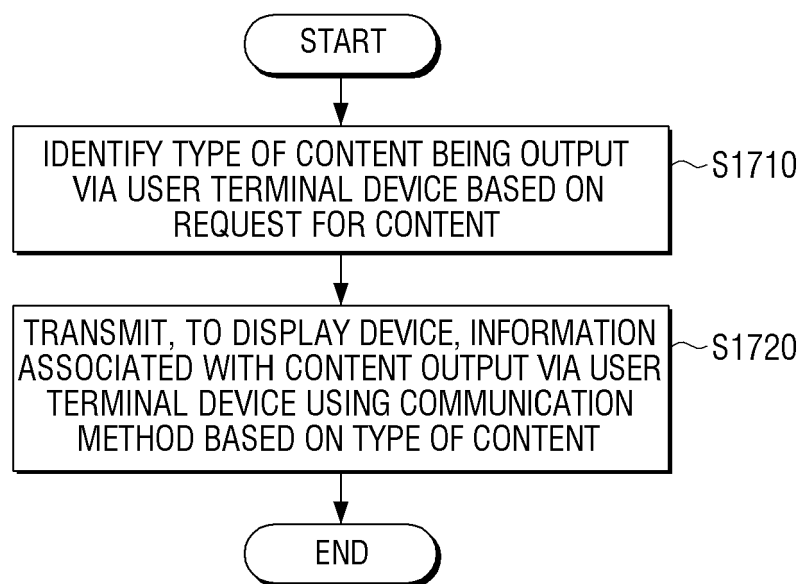 START
IDENTIFY TYPE OF CONTENT BEING OUTPUT
VIA USER TERMINAL DEVICE BASED ON
REQUEST FOR CONTENT
S1710
TRANSMIT, TO DISPLAY DEVICE, INFORMATION
ASSOCIATED WITH CONTENT OUTPUT VIA USER
TERMINAL DEVICE USING COMMUNICATION
METHOD BASED ON TYPE OF CONTENT
S1720
END